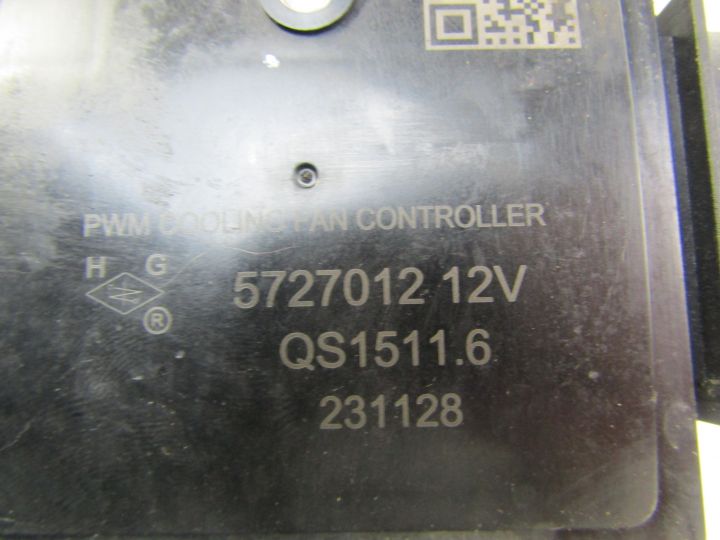 PWM COOLING FAN CONTROLLER
H G
5727012 12V
®
QS1511.6
231128